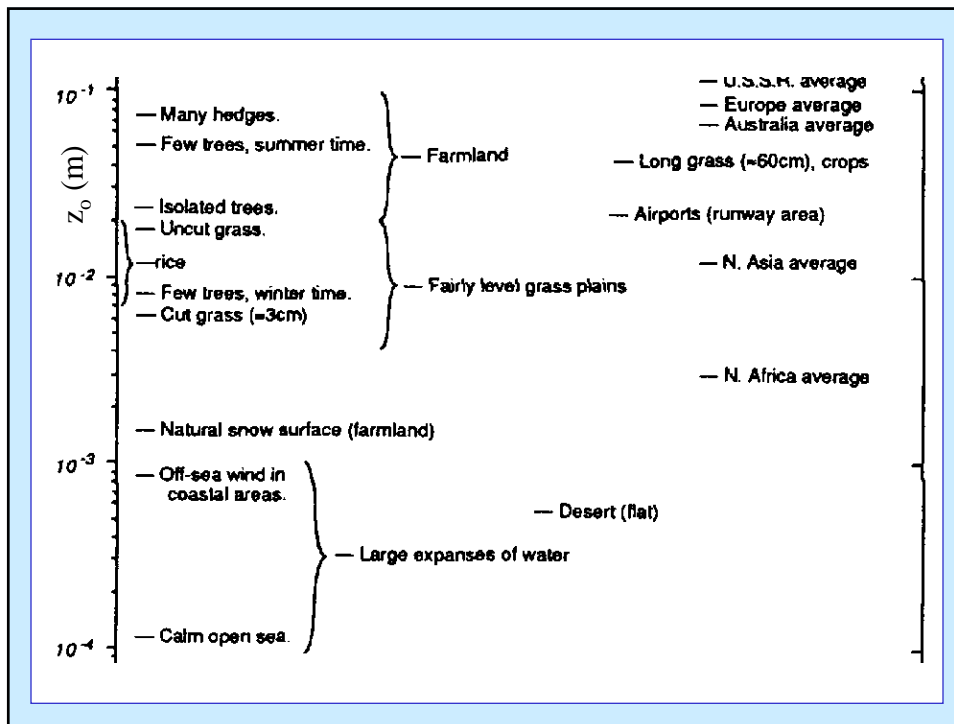 10⁻¹
z₀ (m)
10⁻²
10⁻³
10⁻⁴
Many hedges.
Few trees, summer time.
Isolated trees.
Uncut grass.
rice
Few trees, winter time.
Cut grass (≈3cm)
Natural snow surface (farmland)
Off-sea wind in
coastal areas.
Calm open sea.
Farmland
Fairly level grass plains
Large expanses of water
Desert (flat)
U.S.S.R. average
Europe average
Australia average
Long grass (≈60cm), crops
Airports (runway area)
N. Asia average
N. Africa average